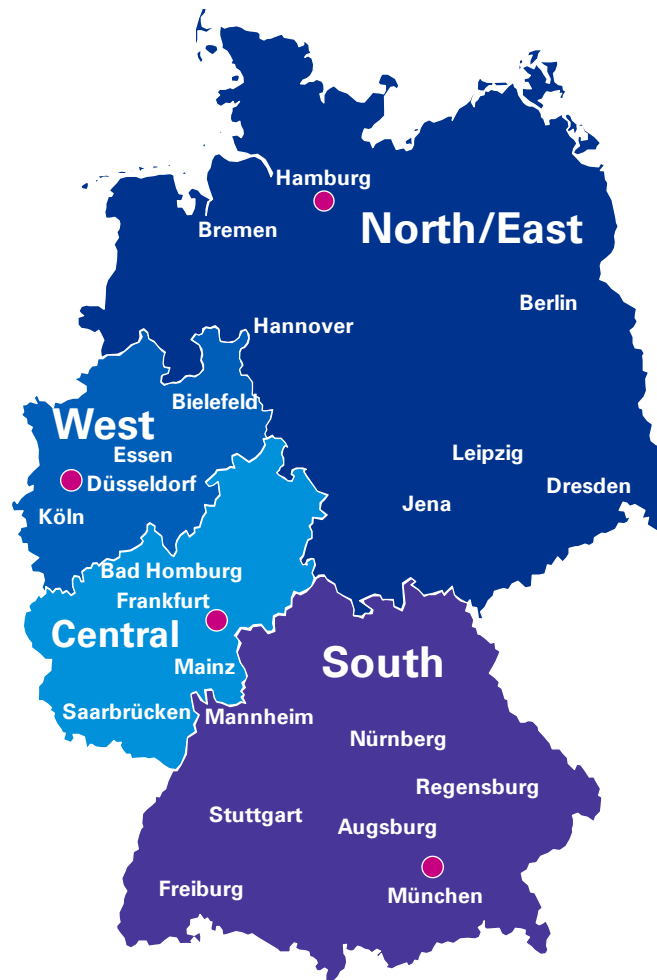 Hamburg
Bremen
North/East
Berlin
Hannover
Bielefeld
West
Essen
Düsseldorf
Köln
Leipzig
Dresden
Jena
Bad Homburg
Frankfurt
Central
Mainz
Saarbrücken
South
Mannheim
Nürnberg
Regensburg
Stuttgart
Augsburg
Freiburg
München